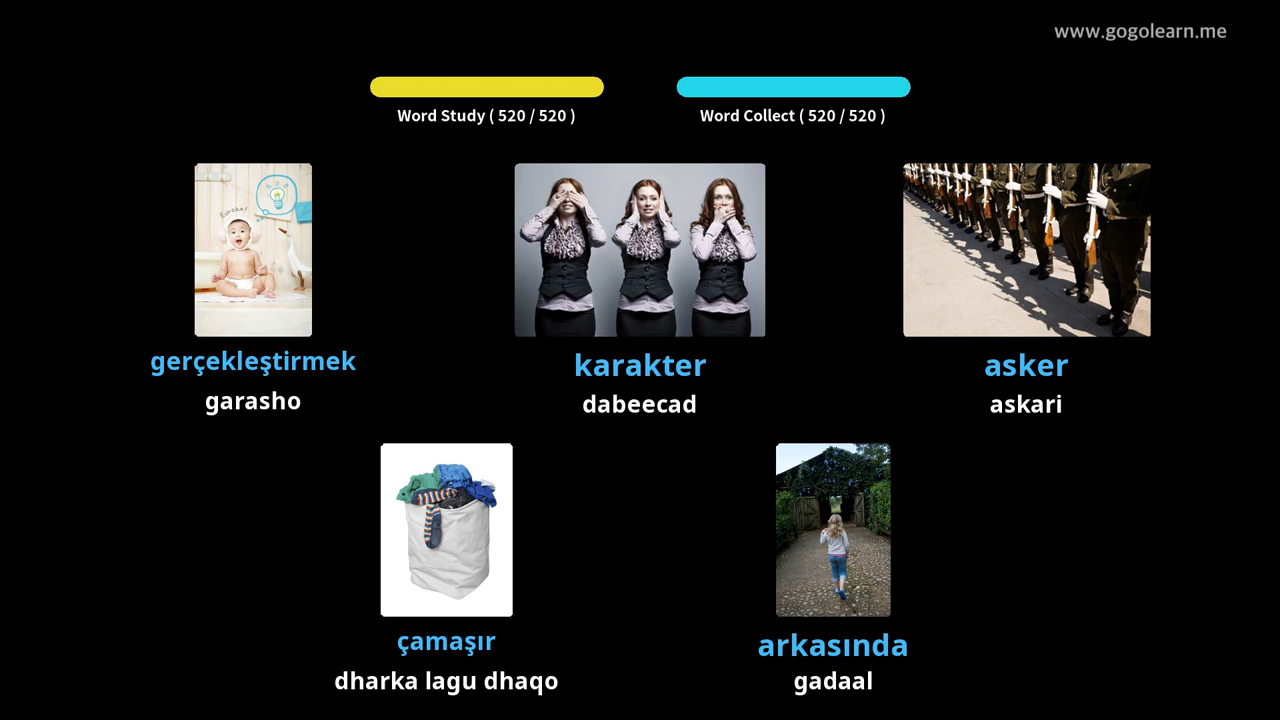 www.gogolearn.me
Word Study ( 520 / 520 )
Word Collect ( 520 / 520 )
Eureka!
gerçekleştirmek
garasho
karakter
dabeecad
asker
askari
çamaşır
dharka lagu dhaqo
arkasında
gadaal